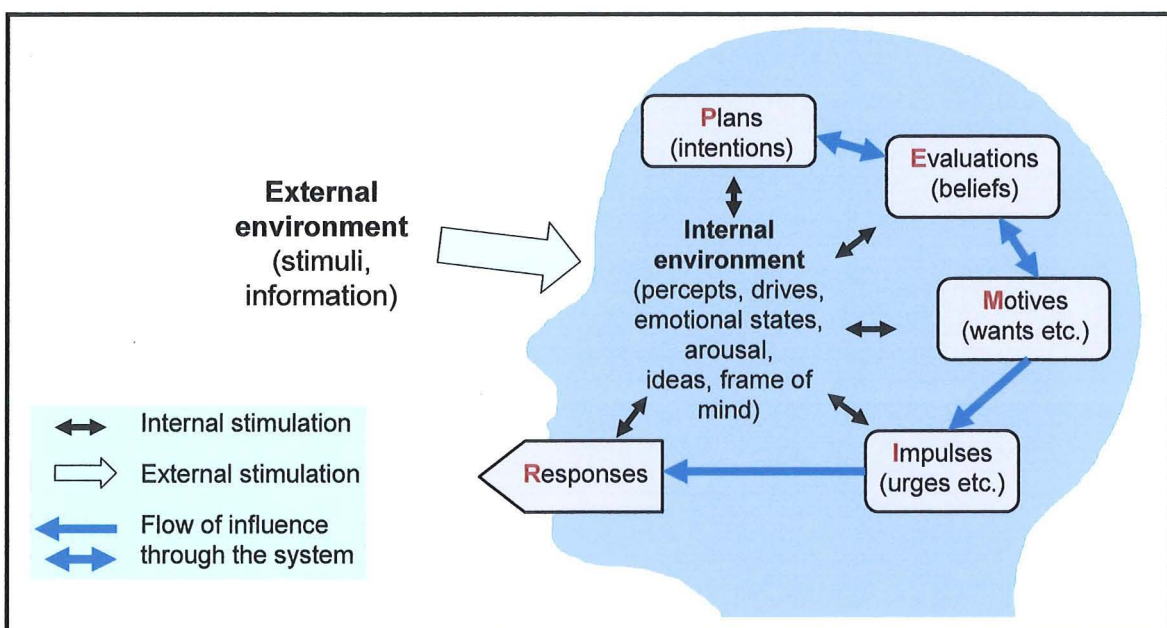 Plans
(intentions)
Evaluations
(beliefs)
External
environment
(stimuli,
information)
Internal
environment
(percepts, drives,
emotional states,
arousal,
ideas, frame of
mind)
Motives
(wants etc.)
Impulses
(urges etc.)
Responses
Internal stimulation
External stimulation
Flow of influence
through the system